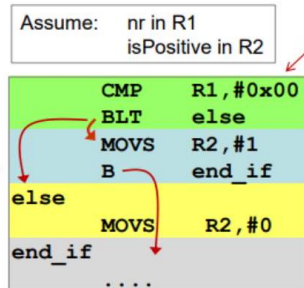 Assume: nr in R1
isPositive in R2
CMP R1,#0x00
BLT else
MOVS R2,#1
B end_if
else
MOVS R2,#0
end_if
....